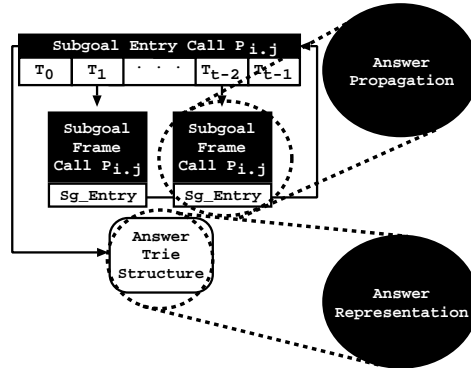 Subgoal Entry Call Pi.j
T0 T1 . . . Tt-2 Tt-1
Subgoal
Frame
Call Pi.j
Sg_Entry
Subgoal
Frame
Call Pi.j
Sg_Entry
Answer
Trie
Structure
Answer
Propagation
Answer
Representation